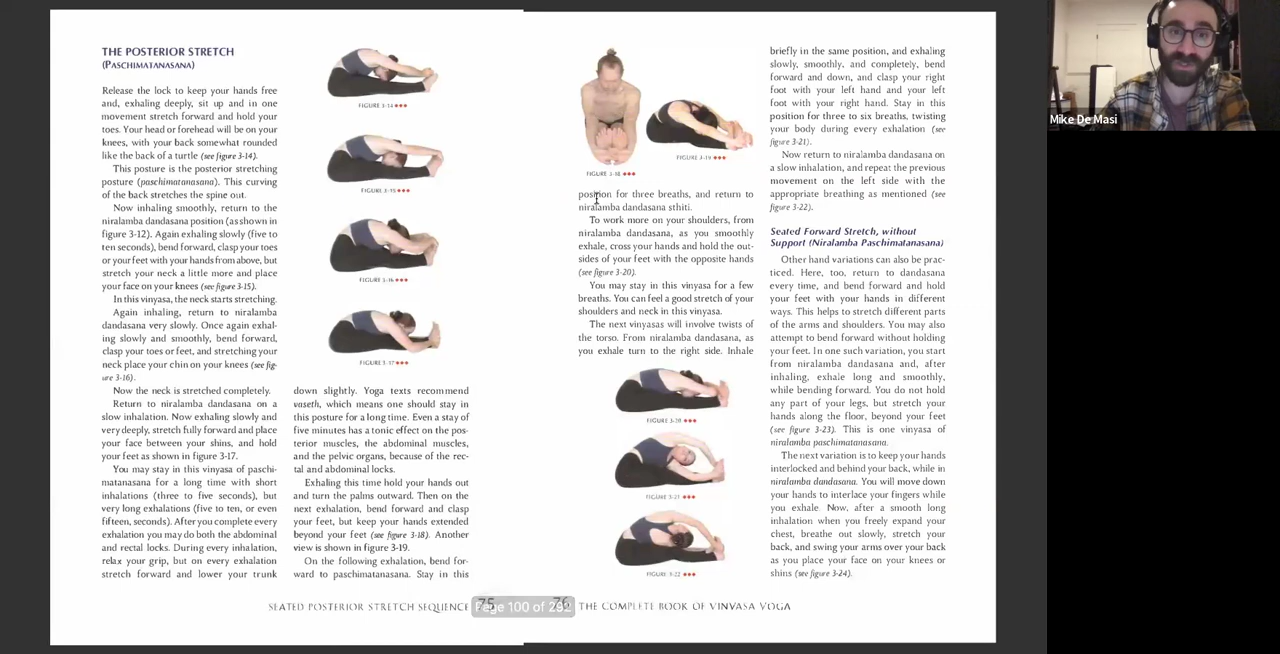 THE POSTERIOR STRETCH
(PASCHIMATANASANA)
Release the lock to keep your hands free
and, exhaling deeply, sit up and in one
movement stretch forward and hold your
toes. Your head or forehead will be on your
knees, with your back somewhat rounded
like the back of a turtle (see figure 3-14).
This posture is the posterior stretching
posture (paschimatanasana). This curving
of the back stretches the spine out.
Now inhaling smoothly, return to the
niralamba dandasana position (as shown in
figure 3-12). Again exhaling slowly (five to
ten seconds), bend forward, clasp your toes
or your feet with your hands from above, but
stretch your neck a little more and place
your face on your knees (see figure 3-15).
In this vinyasa, the neck starts stretching.
Again inhaling, return to niralamba
dandasana very slowly. Once again exhal-
ing slowly and smoothly, bend forward,
clasp your toes or feet, and stretching your
neck place your chin on your knees (see fig-
ure 3-16).
Now the neck is stretched completely.
Return to niralamba dandasana on a
slow inhalation. Now exhaling slowly and
very deeply, stretch fully forward and place
your face between your shins, and hold
your feet as shown in figure 3-17.
You may stay in this vinyasa of paschi-
matanasana for a long time with short
inhalations (three to five seconds), but
very long exhalations (five to ten, or even
fifteen, seconds). After you complete every
exhalation you may do both the abdominal
and rectal locks. During every inhalation,
relax your grip, but on every exhalation
stretch forward and lower your trunk
FIGURE 3-14
FIGURE 3-15
FIGURE 3-16
FIGURE 3-17
down slightly. Yoga texts recommend
vaseth, which means one should stay in
this posture for a long time. Even a stay of
five minutes has a tonic effect on the pos-
terior muscles, the abdominal muscles,
and the pelvic organs, because of the rec-
tal and abdominal locks.
Exhaling this time hold your hands out
and turn the palms outward. Then on the
next exhalation, bend forward and clasp
your feet, but keep your hands extended
beyond your feet (see figure 3-18). Another
view is shown in figure 3-19.
On the following exhalation, bend for-
ward to paschimatanasana. Stay in this
SEATED POSTERIOR STRETCH SEQUENCE 75
Page 100 of 292
FIGURE 3-18
FIGURE 3-19
position for three breaths, and return to
niralamba dandasana sthiti.
To work more on your shoulders, from
niralamba dandasana, as you smoothly
exhale, cross your hands and hold the out-
sides of your feet with the opposite hands
(see figure 3-20).
You may stay in this vinyasa for a few
breaths. You can feel a good stretch of your
shoulders and neck in this vinyasa.
The next vinyasas will involve twists of
the torso. From niralamba dandasana, as
you exhale turn to the right side. Inhale
FIGURE 3-20
FIGURE 3-21
FIGURE 3-22
briefly in the same position, and exhaling
slowly, smoothly, and completely, bend
forward and down, and clasp your right
foot with your left hand and your left
foot with your right hand. Stay in this
position for three to six breaths, twisting
your body during every exhalation (see
figure 3-21).
Now return to niralamba dandasana on
a slow inhalation, and repeat the previous
movement on the left side with the
appropriate breathing as mentioned (see
figure 3-22).
Seated Forward Stretch, without
Support (Niralamba Paschimatanasana)
Other hand variations can also be prac-
ticed. Here, too, return to dandasana
every time, and bend forward and hold
your feet with your hands in different
ways. This helps to stretch different parts
of the arms and shoulders. You may also
attempt to bend forward without holding
your feet. In one such variation, you start
from niralamba dandasana and, after
inhaling, exhale long and smoothly,
while bending forward. You do not hold
any part of your legs, but stretch your
hands along the floor, beyond your feet
(see figure 3-23). This is one vinyasa of
niralamba paschimatanasana.
The next variation is to keep your hands
interlocked and behind your back, while in
niralamba dandasana. You will move down
your hands to interlace your fingers while
you exhale. Now, after a smooth long
inhalation when you freely expand your
chest, breathe out slowly, stretch your
back, and swing your arms over your back
as you place your face on your knees or
shins (see figure 3-24).
76 THE COMPLETE BOOK OF VINYASA YOGA
Mike De Masi